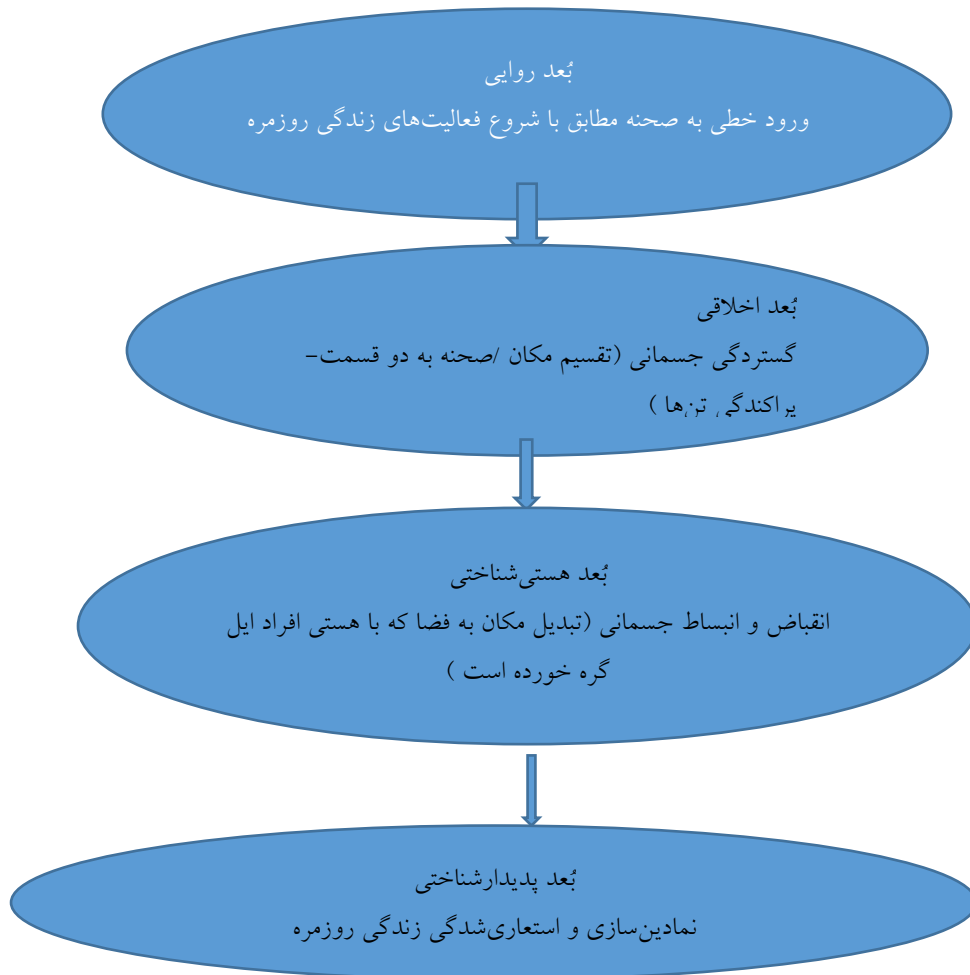 بُعد روایی
ورود خطی به صحنه مطابق با شروع فعالیت‌های زندگی روزمره
بُعد اخلاقی
گستردگی جسمانی (تقسیم مکان /صحنه به دو قسمت-
پراکندگی تن‌ها )
بُعد هستی‌شناختی
انقباض و انبساط جسمانی (تبدیل مکان به فضا که با هستی افراد ایل
گره خورده است )
بُعد پدیدارشناختی
نمادین‌سازی و استعاری‌شدگی زندگی روزمره